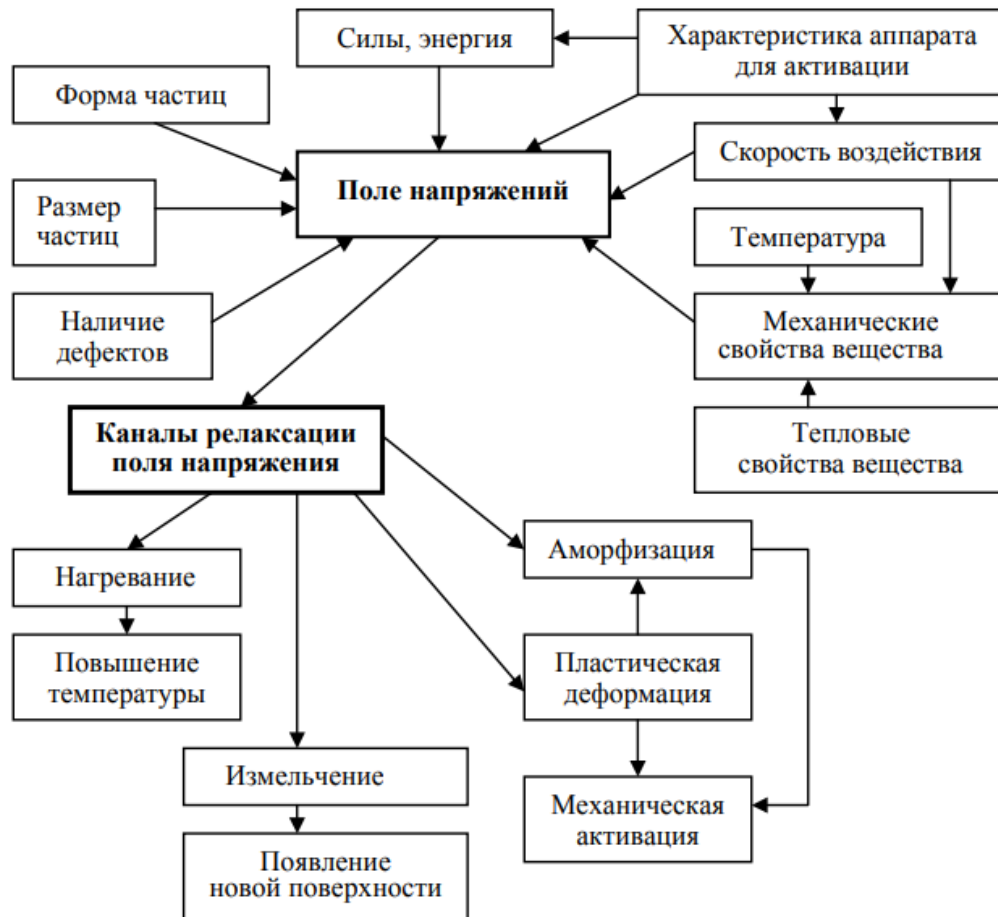 Силы, энергия
Характеристика аппарата
для активации
Форма частиц
Скорость воздействия
Поле напряжений
Размер
частиц
Температура
Наличие
дефектов
Механические
свойства вещества
Каналы релаксации
поля напряжения
Тепловые
свойства вещества
Аморфизация
Нагревание
Повышение
температуры
Пластическая
деформация
Измельчение
Механическая
активация
Появление
новой поверхности